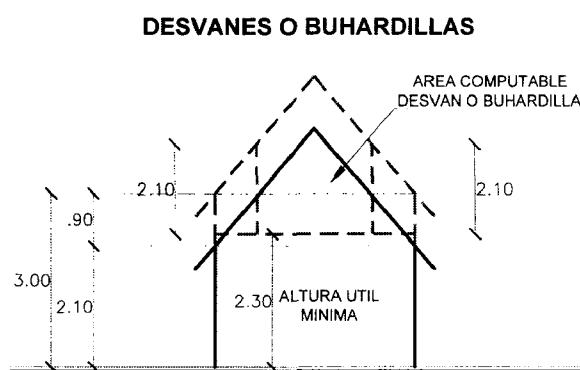 DESVANES O BUHARDILLAS
AREA COMPUTABLE
DESVAN O BUHARDILLA
2.10
2.10
.90
3.00
2.10
2.30
ALTURA UTIL
MINIMA